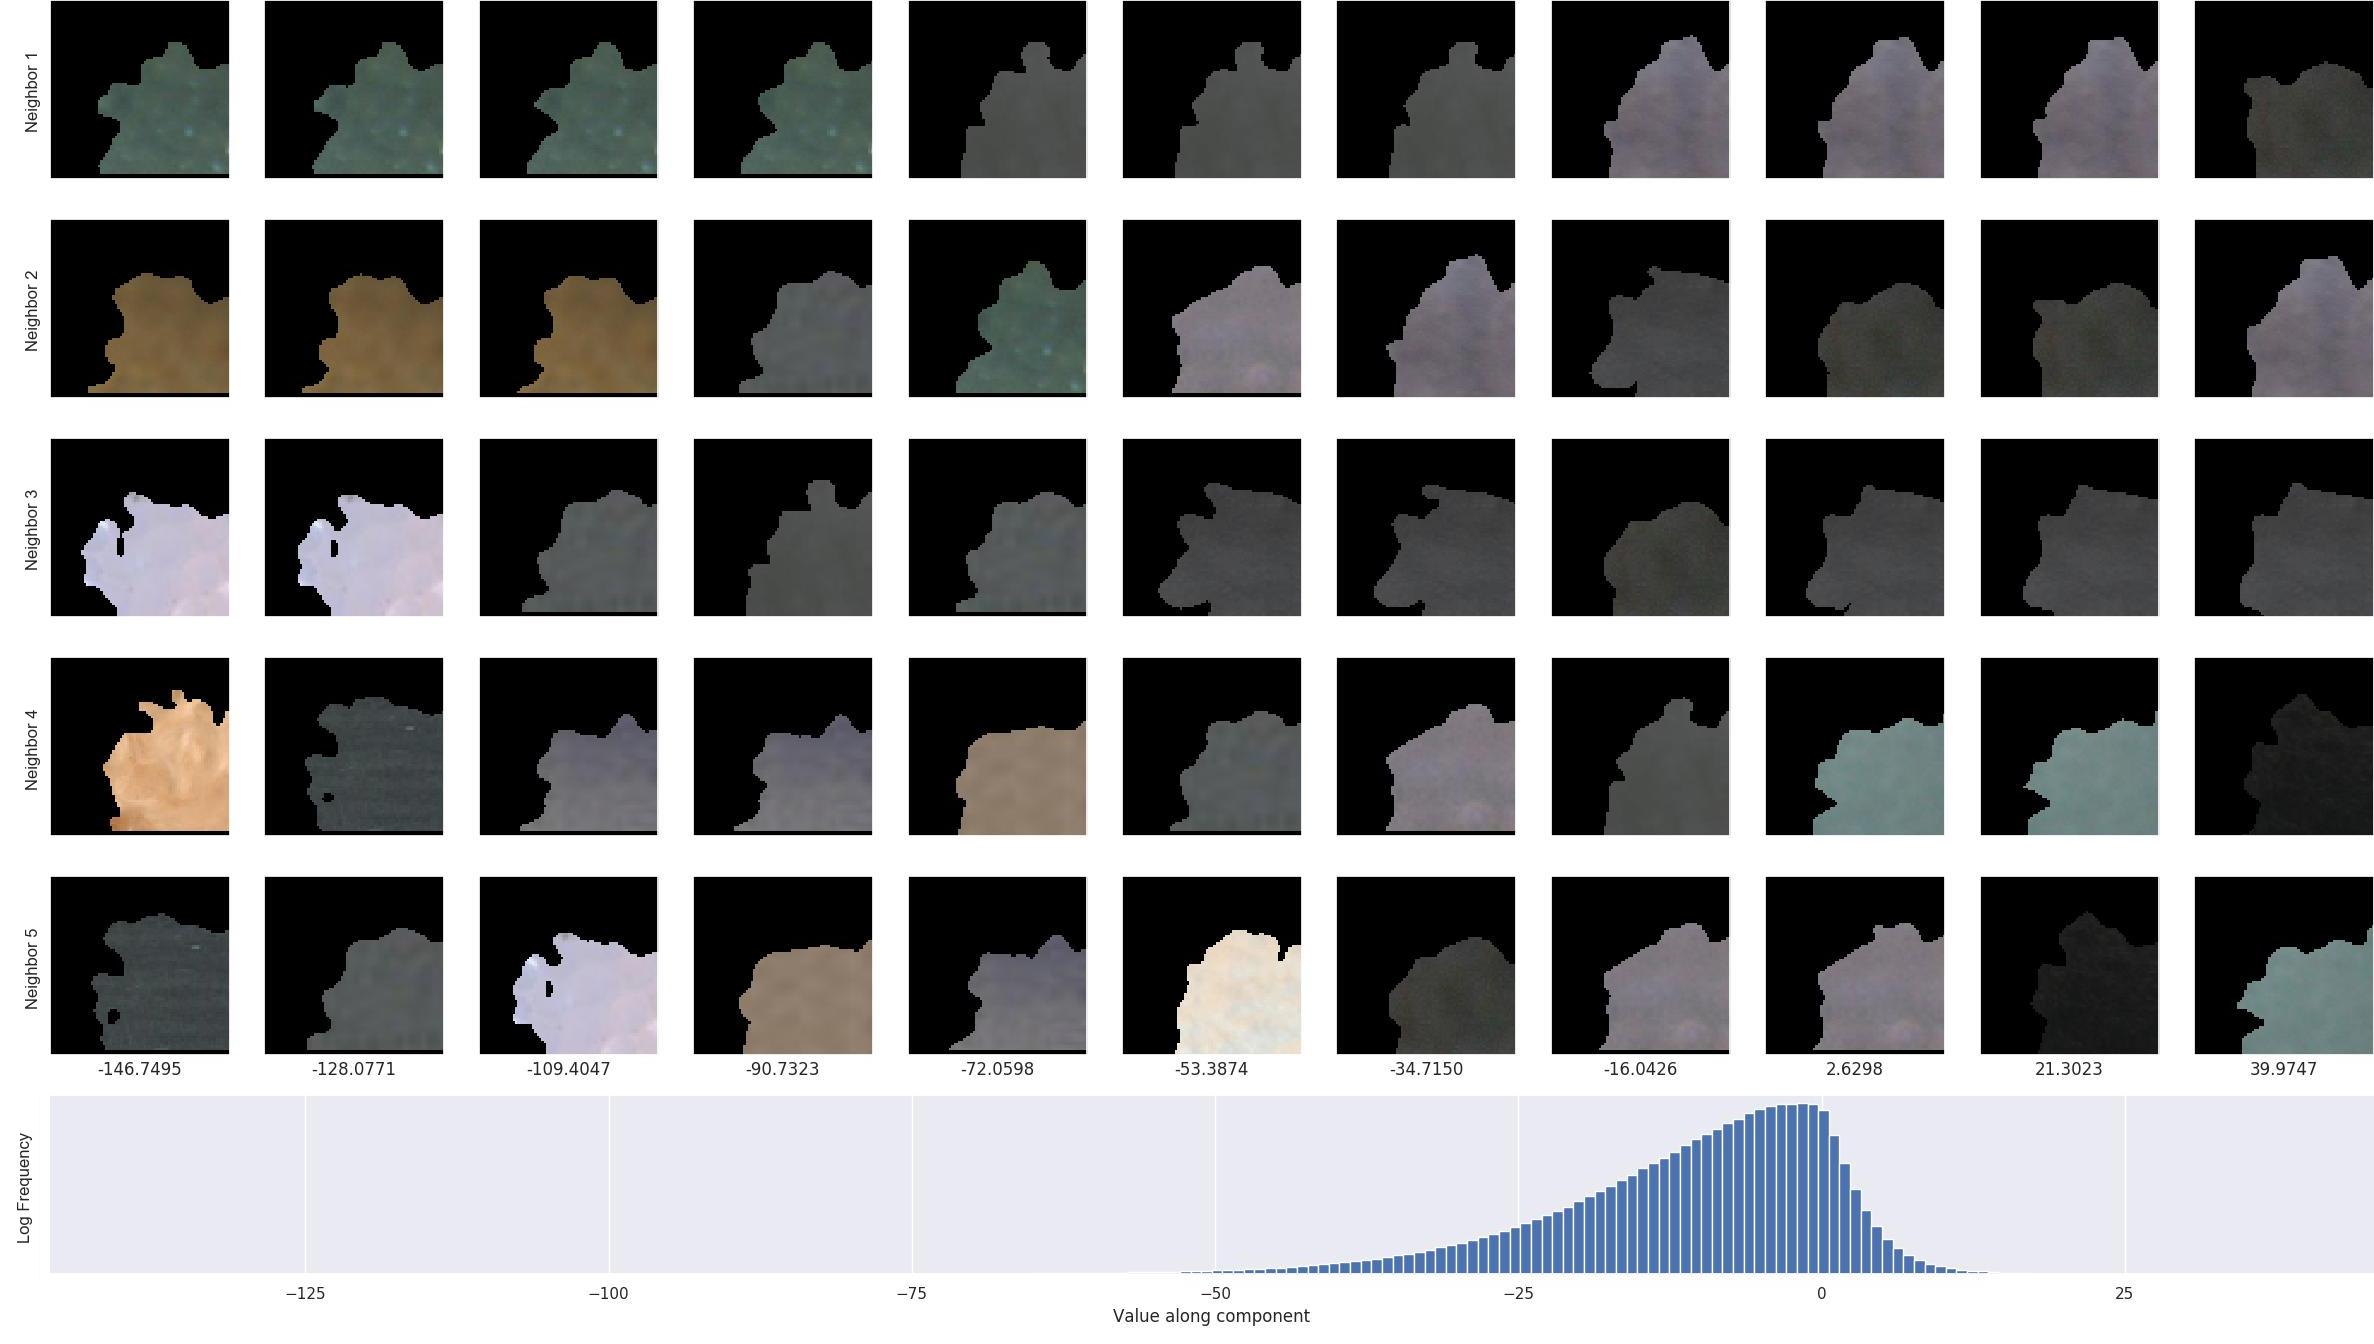 Neighbor 1
Neighbor 2
Neighbor 3
Neighbor 4
Neighbor 5
-146.7495 -128.0771 -109.4047 -90.7323 -72.0598 -53.3874 -34.7150 -16.0426 2.6298 21.3023 39.9747
Log Frequency
−125 −100 −75 −50 −25 0 25
Value along component